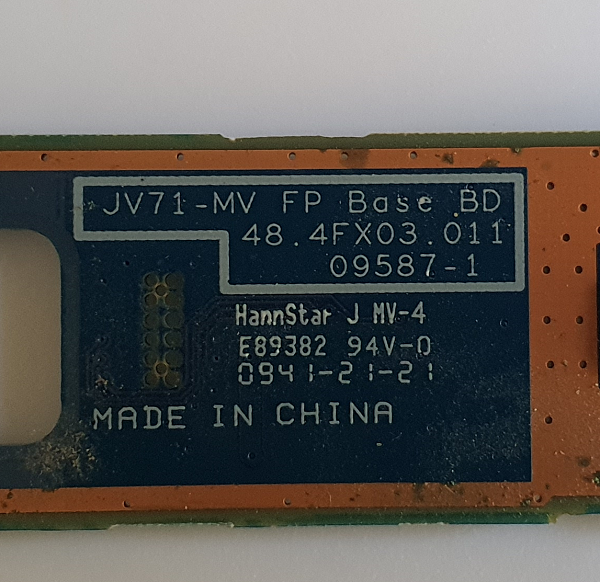 JV71-MV FP Base BD
48.4FX03.011
09587-1
HannStar J MV-4
E89382 94V-0
0941-21-21
MADE IN CHINA